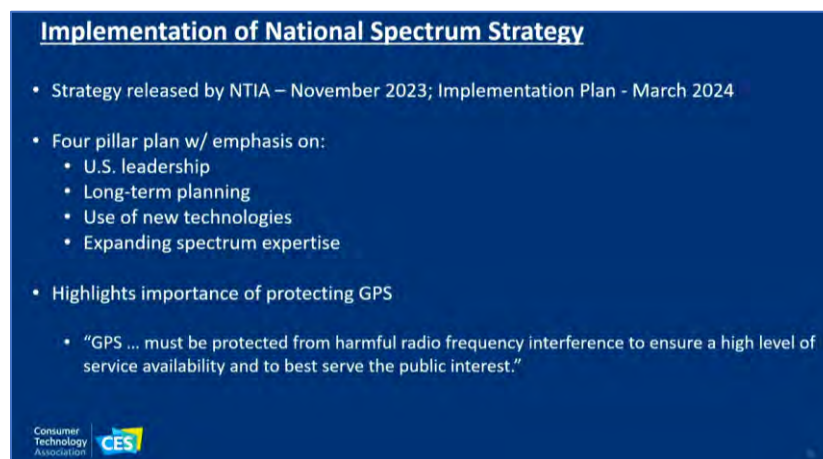 Implementation of National Spectrum Strategy
• Strategy released by NTIA – November 2023; Implementation Plan - March 2024
• Four pillar plan w/ emphasis on:
• U.S. leadership
• Long-term planning
• Use of new technologies
• Expanding spectrum expertise
• Highlights importance of protecting GPS
• “GPS ... must be protected from harmful radio frequency interference to ensure a high level of
service availability and to best serve the public interest.”
Consumer
Technology
Association
CES